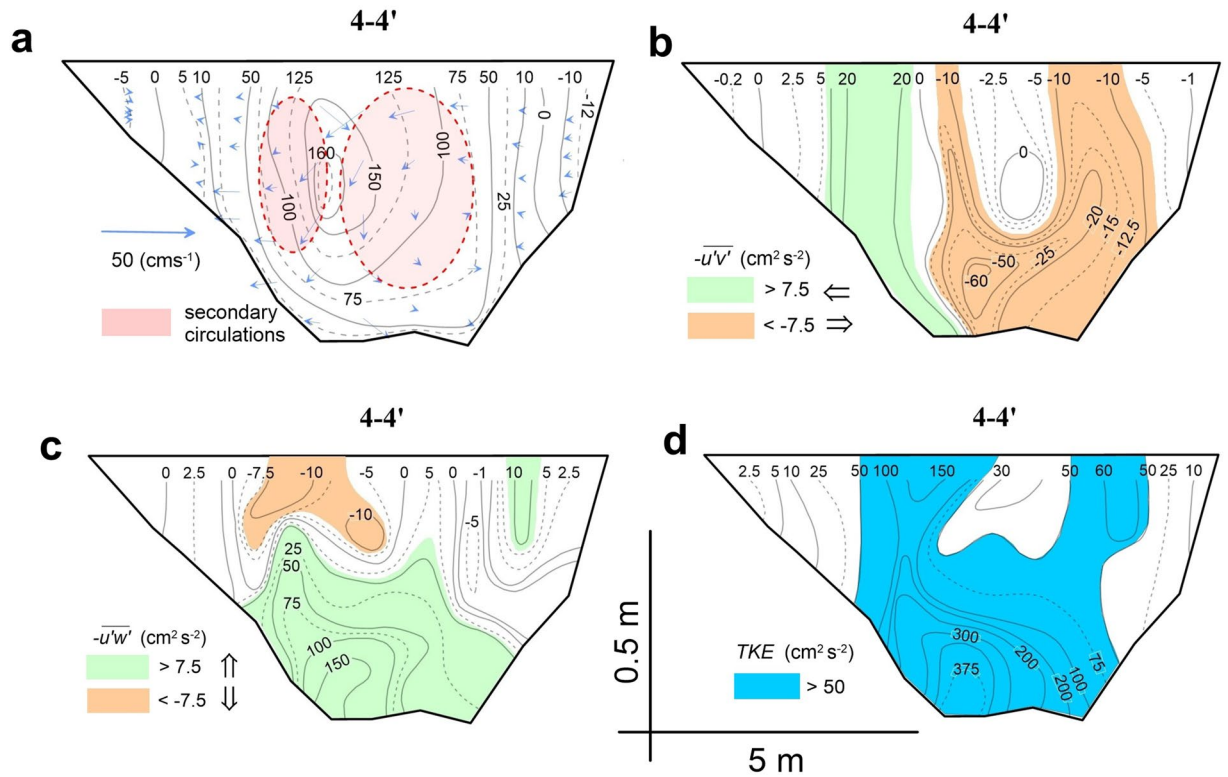 a
4-4'
-5 0 5 10 50 125 125 75 50 10 -10
-12
0
160
150
100
100
25
75
50 (cms⁻¹)
secondary
circulations
b
4-4'
-0.2 0 2.5 5 20 20 0 -10 -2.5 -5 -10 -10 -5 -1
0
-20
-15
-12.5
-25
-50
-60
-u'v' (cm² s⁻²)
> 7.5 ⇐
< -7.5 ⇒
c
4-4'
0 2.5 0 -7.5 -10 -5 0 5 0 -1 10 5 2.5
-10
-5
25
50
75
100
150
-u'w' (cm² s⁻²)
> 7.5 ⇑
< -7.5 ⇓
d
4-4'
2.5 5 10 25 50 100 150 30 50 60 50 25 10
300
200
375
75
100
200
TKE (cm² s⁻²)
> 50
0.5 m
5 m